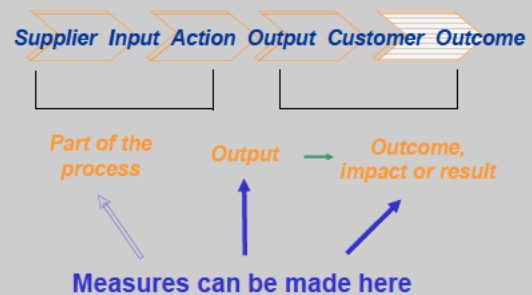 Supplier Input Action Output Customer Outcome
Part of the
process
Output
Outcome,
impact or result
Measures can be made here